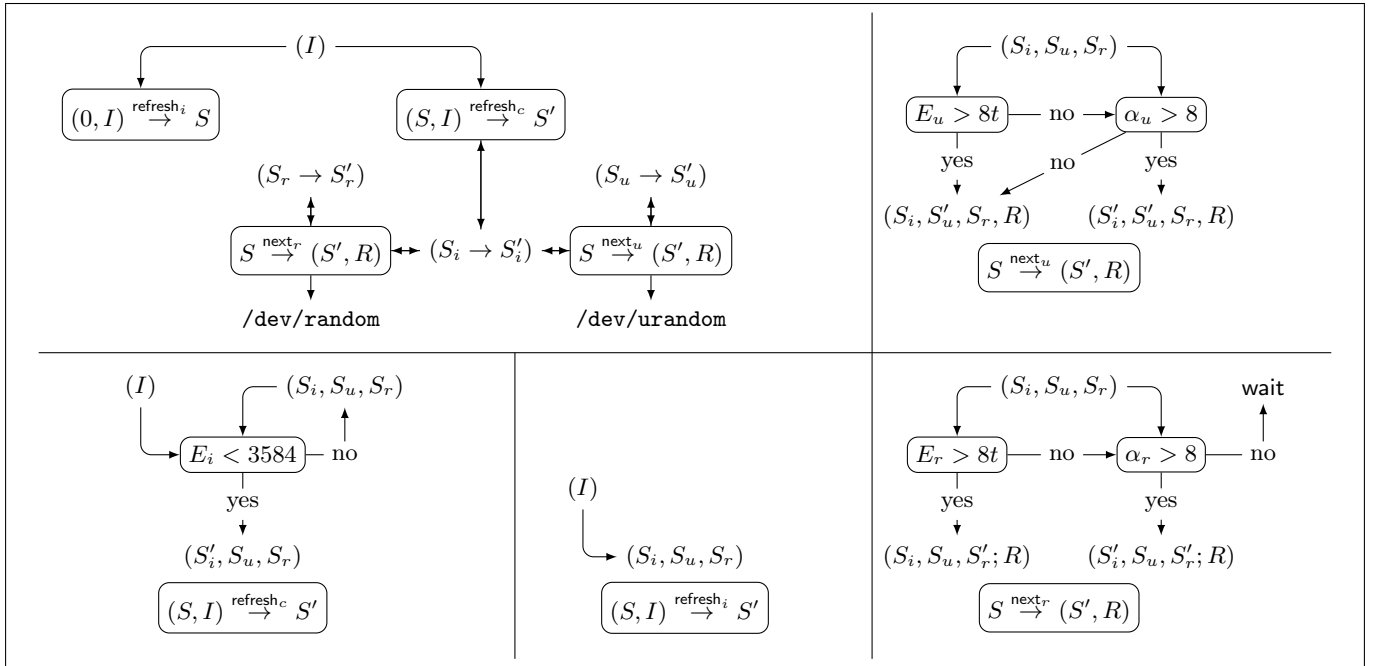 (I)
(0, I) refresh_i → S
(S, I) refresh_c → S′
(S_r → S′_r)
(S_u → S′_u)
S next_r → (S′, R)
(S_i → S′_i)
S next_u → (S′, R)
/dev/random
/dev/urandom
(S_i, S_u, S_r)
E_u > 8t
no
α_u > 8
yes
no
yes
(S_i, S′_u, S_r, R)
(S′_i, S′_u, S_r, R)
S next_u → (S′, R)
(I)
(S_i, S_u, S_r)
E_i < 3584
no
yes
(S′_i, S_u, S_r)
(S, I) refresh_c → S′
(I)
(S_i, S_u, S_r)
(S, I) refresh_i → S′
(S_i, S_u, S_r)
wait
E_r > 8t
no
α_r > 8
no
yes
yes
(S_i, S_u, S′_r; R)
(S′_i, S_u, S′_r; R)
S next_r → (S′, R)